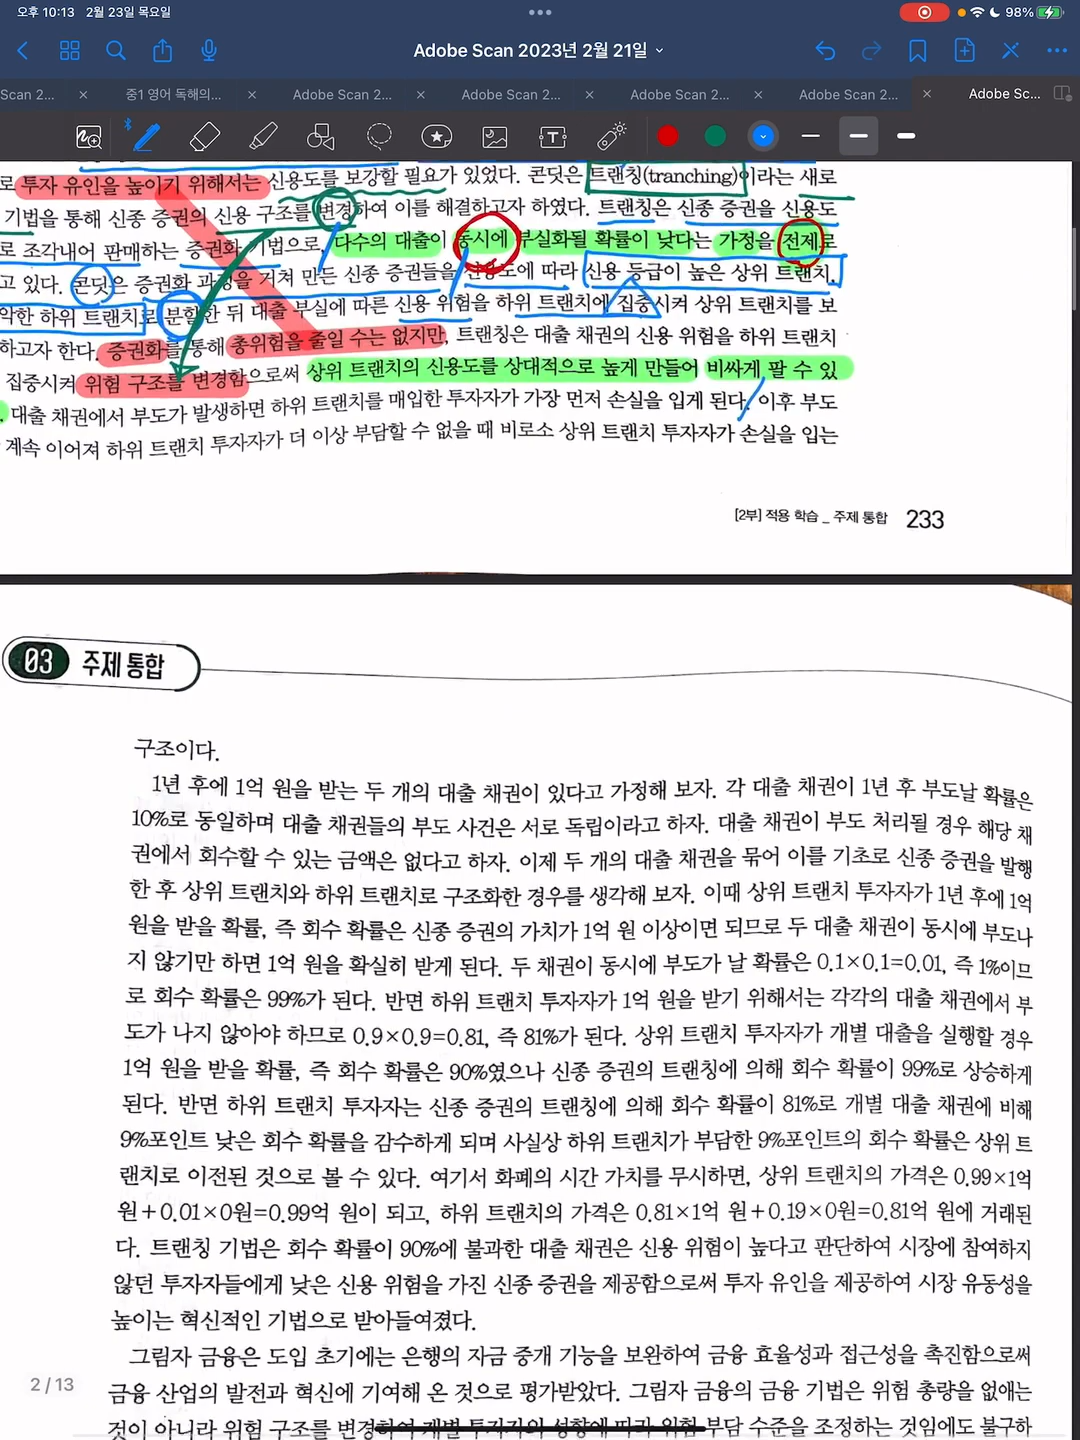 오후 10:13 2월 23일 목요일
98%
Adobe Scan 2023년 2월 21일
Scan 2...
중1 영어 독해의...
Adobe Scan 2...
Adobe Scan 2...
Adobe Scan 2...
Adobe Scan 2...
Adobe Sc...
로 투자 유인을 높이기 위해서는 신용도를 보강할 필요가 있었다. 콘딧은 트랜칭(tranching)이라는 새로
기법을 통해 신종 증권의 신용 구조를 변경하여 이를 해결하고자 하였다. 트랜칭은 신종 증권을 신용도
로 조각내어 판매하는 증권화 기법으로, 다수의 대출이 동시에 부실화될 확률이 낮다는 가정을 전제로
고 있다. 콘딧은 증권화 과정을 거쳐 만든 신종 증권들을 신용도에 따라 신용 등급이 높은 상위 트랜치,
악한 하위 트랜치로 분할한 뒤 대출 부실에 따른 신용 위험을 하위 트랜치에 집중시켜 상위 트랜치를 보
하고자 한다. 증권화를 통해 총위험을 줄일 수는 없지만, 트랜칭은 대출 채권의 신용 위험을 하위 트랜치
집중시켜 위험 구조를 변경함으로써 상위 트랜치의 신용도를 상대적으로 높게 만들어 비싸게 팔 수 있
. 대출 채권에서 부도가 발생하면 하위 트랜치를 매입한 투자자가 가장 먼저 손실을 입게 된다. 이후 부도
계속 이어져 하위 트랜치 투자자가 더 이상 부담할 수 없을 때 비로소 상위 트랜치 투자자가 손실을 입는
[2부] 적용 학습 _ 주제 통합 233
03 주제 통합
구조이다.
1년 후에 1억 원을 받는 두 개의 대출 채권이 있다고 가정해 보자. 각 대출 채권이 1년 후 부도날 확률은
10%로 동일하며 대출 채권들의 부도 사건은 서로 독립이라고 하자. 대출 채권이 부도 처리될 경우 해당 채
권에서 회수할 수 있는 금액은 없다고 하자. 이제 두 개의 대출 채권을 묶어 이를 기초로 신종 증권을 발행
한 후 상위 트랜치와 하위 트랜치로 구조화한 경우를 생각해 보자. 이때 상위 트랜치 투자자가 1년 후에 1억
원을 받을 확률, 즉 회수 확률은 신종 증권의 가치가 1억 원 이상이면 되므로 두 대출 채권이 동시에 부도나
지 않기만 하면 1억 원을 확실히 받게 된다. 두 채권이 동시에 부도가 날 확률은 0.1×0.1=0.01, 즉 1%이므
로 회수 확률은 99%가 된다. 반면 하위 트랜치 투자자가 1억 원을 받기 위해서는 각각의 대출 채권에서 부
도가 나지 않아야 하므로 0.9×0.9=0.81, 즉 81%가 된다. 상위 트랜치 투자자가 개별 대출을 실행할 경우
1억 원을 받을 확률, 즉 회수 확률은 90%였으나 신종 증권의 트랜칭에 의해 회수 확률이 99%로 상승하게
된다. 반면 하위 트랜치 투자자는 신종 증권의 트랜칭에 의해 회수 확률이 81%로 개별 대출 채권에 비해
9%포인트 낮은 회수 확률을 감수하게 되며 사실상 하위 트랜치가 부담한 9%포인트의 회수 확률은 상위 트
랜치로 이전된 것으로 볼 수 있다. 여기서 화폐의 시간 가치를 무시하면, 상위 트랜치의 가격은 0.99×1억
원+0.01×0원=0.99억 원이 되고, 하위 트랜치의 가격은 0.81×1억 원+0.19×0원=0.81억 원에 거래된
다. 트랜칭 기법은 회수 확률이 90%에 불과한 대출 채권은 신용 위험이 높다고 판단하여 시장에 참여하지
않던 투자자들에게 낮은 신용 위험을 가진 신종 증권을 제공함으로써 투자 유인을 제공하여 시장 유동성을
높이는 혁신적인 기법으로 받아들여졌다.
그림자 금융은 도입 초기에는 은행의 자금 중개 기능을 보완하여 금융 효율성과 접근성을 촉진함으로써
2 / 13
금융 산업의 발전과 혁신에 기여해 온 것으로 평가받았다. 그림자 금융의 금융 기법은 위험 총량을 없애는
것이 아니라 위험 구조를 변경하여 개별 투자자의 성향에 따라 위험 부담 수준을 조정하는 것임에도 불구하